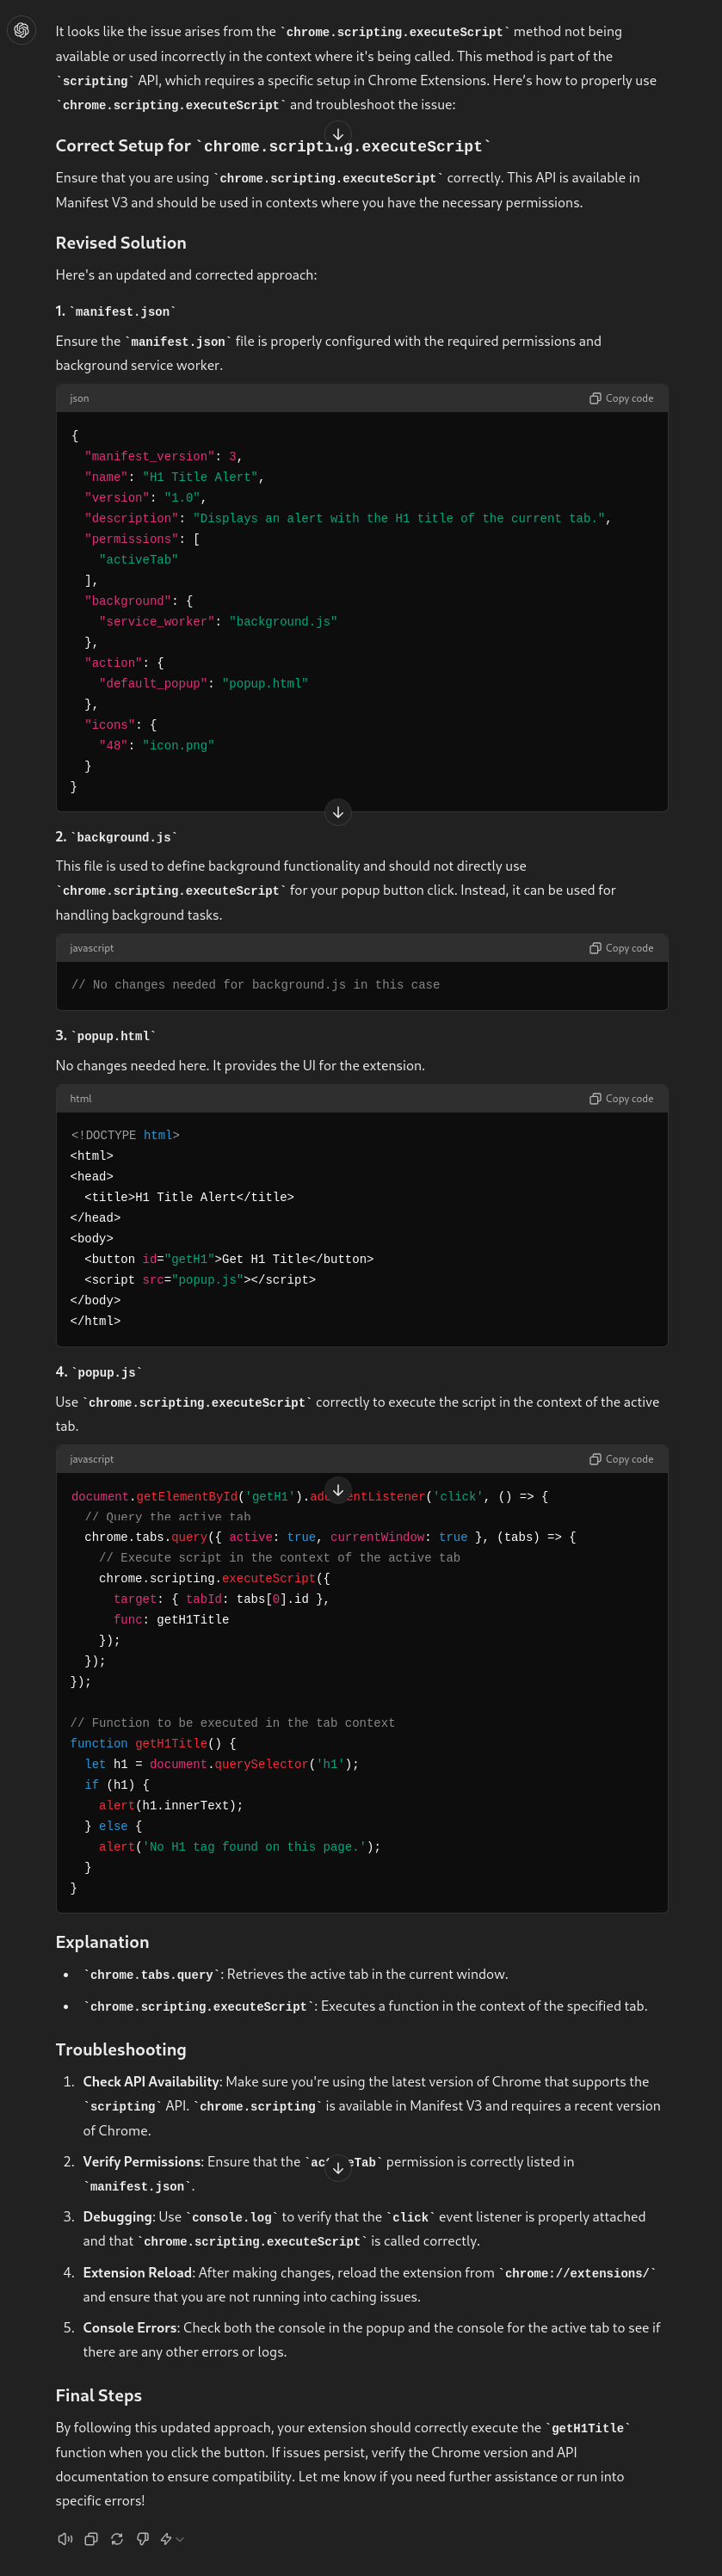 It looks like the issue arises from the `chrome.scripting.executeScript` method not being
available or used incorrectly in the context where it's being called. This method is part of the
`scripting` API, which requires a specific setup in Chrome Extensions. Here's how to properly use
`chrome.scripting.executeScript` and troubleshoot the issue:
Correct Setup for `chrome.scripting.executeScript`
Ensure that you are using `chrome.scripting.executeScript` correctly. This API is available in
Manifest V3 and should be used in contexts where you have the necessary permissions.
Revised Solution
Here's an updated and corrected approach:
1. `manifest.json`
Ensure the `manifest.json` file is properly configured with the required permissions and
background service worker.
json Copy code
{
"manifest_version": 3,
"name": "H1 Title Alert",
"version": "1.0",
"description": "Displays an alert with the H1 title of the current tab.",
"permissions": [
"activeTab"
],
"background": {
"service_worker": "background.js"
},
"action": {
"default_popup": "popup.html"
},
"icons": {
"48": "icon.png"
}
}
2. `background.js`
This file is used to define background functionality and should not directly use
`chrome.scripting.executeScript` for your popup button click. Instead, it can be used for
handling background tasks.
javascript Copy code
// No changes needed for background.js in this case
3. `popup.html`
No changes needed here. It provides the UI for the extension.
html Copy code
<!DOCTYPE html>
<html>
<head>
<title>H1 Title Alert</title>
</head>
<body>
<button id="getH1">Get H1 Title</button>
<script src="popup.js"></script>
</body>
</html>
4. `popup.js`
Use `chrome.scripting.executeScript` correctly to execute the script in the context of the active
tab.
javascript Copy code
document.getElementById('getH1').addEventListener('click', () => {
// Query the active tab
chrome.tabs.query({ active: true, currentWindow: true }, (tabs) => {
// Execute script in the context of the active tab
chrome.scripting.executeScript({
target: { tabId: tabs[0].id },
func: getH1Title
});
});
});
// Function to be executed in the tab context
function getH1Title() {
let h1 = document.querySelector('h1');
if (h1) {
alert(h1.innerText);
} else {
alert('No H1 tag found on this page.');
}
}
Explanation
• `chrome.tabs.query`: Retrieves the active tab in the current window.
• `chrome.scripting.executeScript`: Executes a function in the context of the specified tab.
Troubleshooting
1. Check API Availability: Make sure you're using the latest version of Chrome that supports the
`scripting` API. `chrome.scripting` is available in Manifest V3 and requires a recent version
of Chrome.
2. Verify Permissions: Ensure that the `activeTab` permission is correctly listed in
`manifest.json`.
3. Debugging: Use `console.log` to verify that the `click` event listener is properly attached
and that `chrome.scripting.executeScript` is called correctly.
4. Extension Reload: After making changes, reload the extension from `chrome://extensions/`
and ensure that you are not running into caching issues.
5. Console Errors: Check both the console in the popup and the console for the active tab to see if
there are any other errors or logs.
Final Steps
By following this updated approach, your extension should correctly execute the `getH1Title`
function when you click the button. If issues persist, verify the Chrome version and API
documentation to ensure compatibility. Let me know if you need further assistance or run into
specific errors!